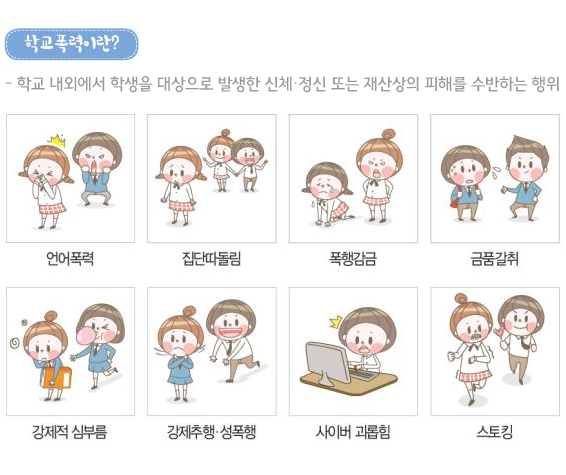 학교폭력이란?
- 학교 내외에서 학생을 대상으로 발생한 신체·정신 또는 재산상의 피해를 수반하는 행위
언어폭력 집단따돌림 폭행감금 금품갈취
강제적 심부름 강제추행·성폭행 사이버 괴롭힘 스토킹